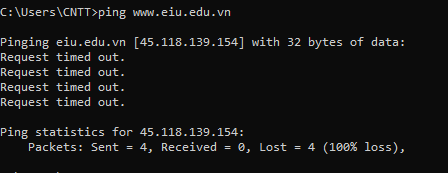 C:\Users\CNTT>ping www.eiu.edu.vn
Pinging eiu.edu.vn [45.118.139.154] with 32 bytes of data:
Request timed out.
Request timed out.
Request timed out.
Request timed out.
Ping statistics for 45.118.139.154:
    Packets: Sent = 4, Received = 0, Lost = 4 (100% loss),